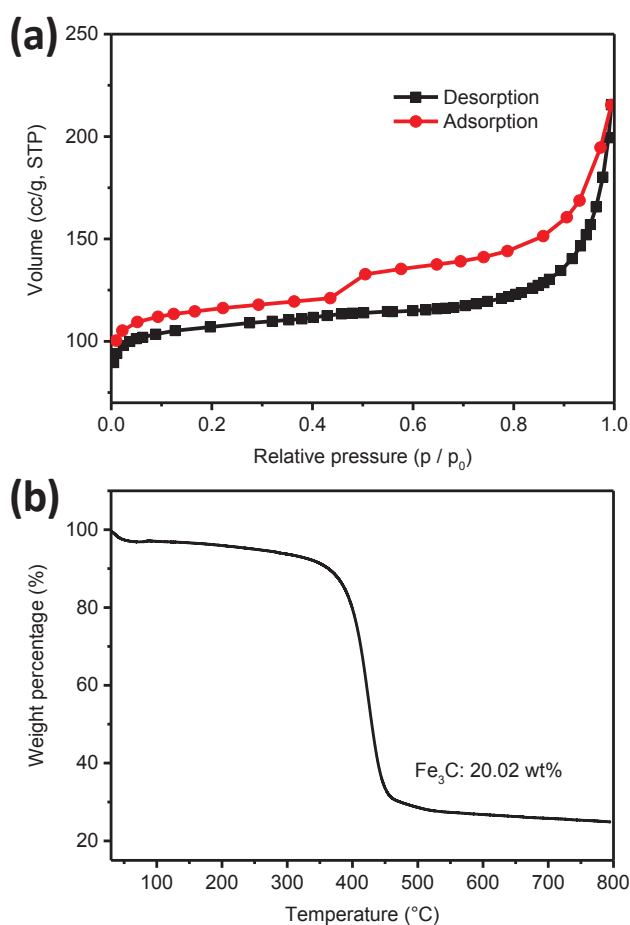 (a)
250
200
150
100
Volume (cc/g, STP)
Desorption
Adsorption
0.0 0.2 0.4 0.6 0.8 1.0
Relative pressure (p / p₀)
(b)
100
80
60
40
20
Weight percentage (%)
Fe₃C: 20.02 wt%
100 200 300 400 500 600 700 800
Temperature (°C)